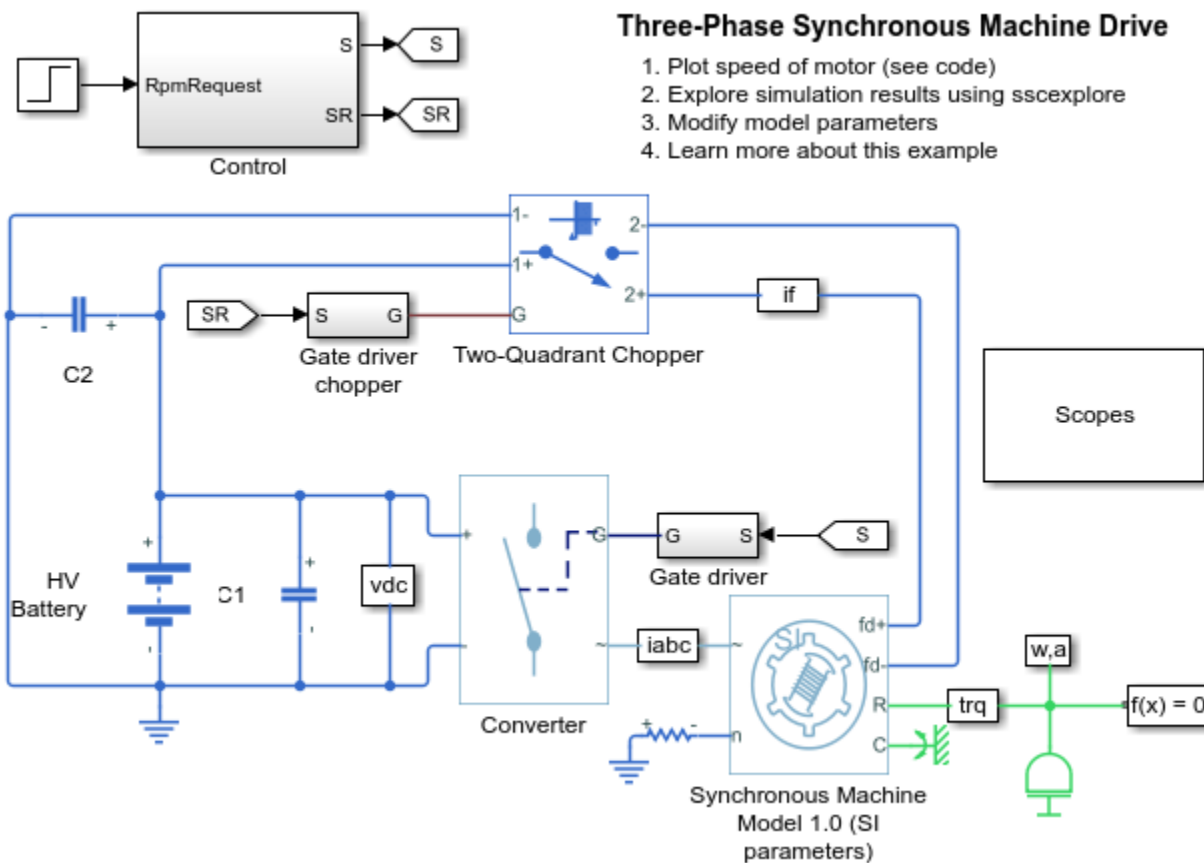 Three-Phase Synchronous Machine Drive
1. Plot speed of motor (see code)
2. Explore simulation results using sscexplore
3. Modify model parameters
4. Learn more about this example
RpmRequest
S
SR
S
SR
Control
1-
1+
G
2-
2+
Two-Quadrant Chopper
if
SR
S
G
Gate driver
chopper
-
+
C2
Scopes
+
-
HV
Battery
+
-
C1
vdc
+
-
G
~
Converter
G
S
Gate driver
S
iabc
SI
~
n
fd+
fd-
R
C
+
-
Synchronous Machine
Model 1.0 (SI
parameters)
trq
w,a
f(x) = 0